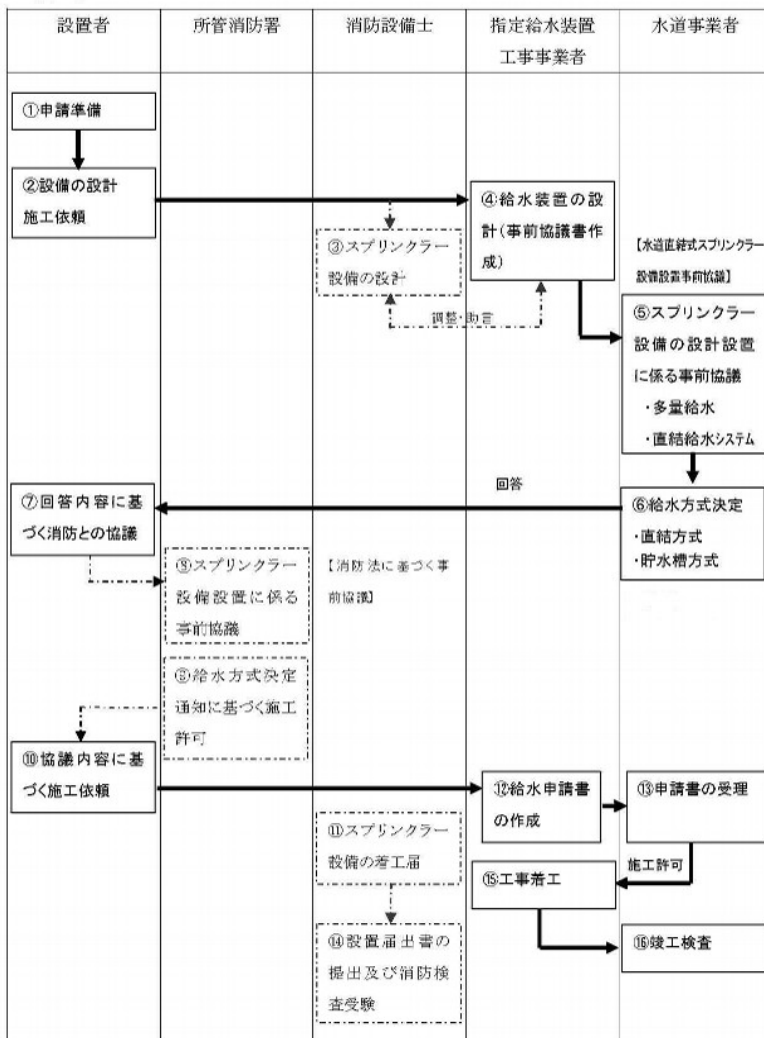 設置者
所管消防署
消防設備士
指定給水装置
工事事業者
水道事業者
①申請準備
②設備の設計
施工依頼
③スプリンクラー
設備の設計
④給水装置の設
計(事前協議書作
成)
調整・助言
【水道直結式スプリンクラー
設備設置事前協議】
⑤スプリンクラー
設備の設計設置
に係る事前協議
・多量給水
・直結給水システム
回答
⑥給水方式決定
・直結方式
・貯水槽方式
⑦回答内容に基
づく消防との協議
⑧スプリンクラー
設備設置に係る
事前協議
【消防法に基づく事
前協議】
⑨給水方式決定
通知に基づく施工
許可
⑩協議内容に基
づく施工依頼
⑪スプリンクラー
設備の着工届
⑫給水申請書
の作成
⑬申請書の受理
施工許可
⑭設置届出書の
提出及び消防検
査受験
⑮工事着工
⑯竣工検査